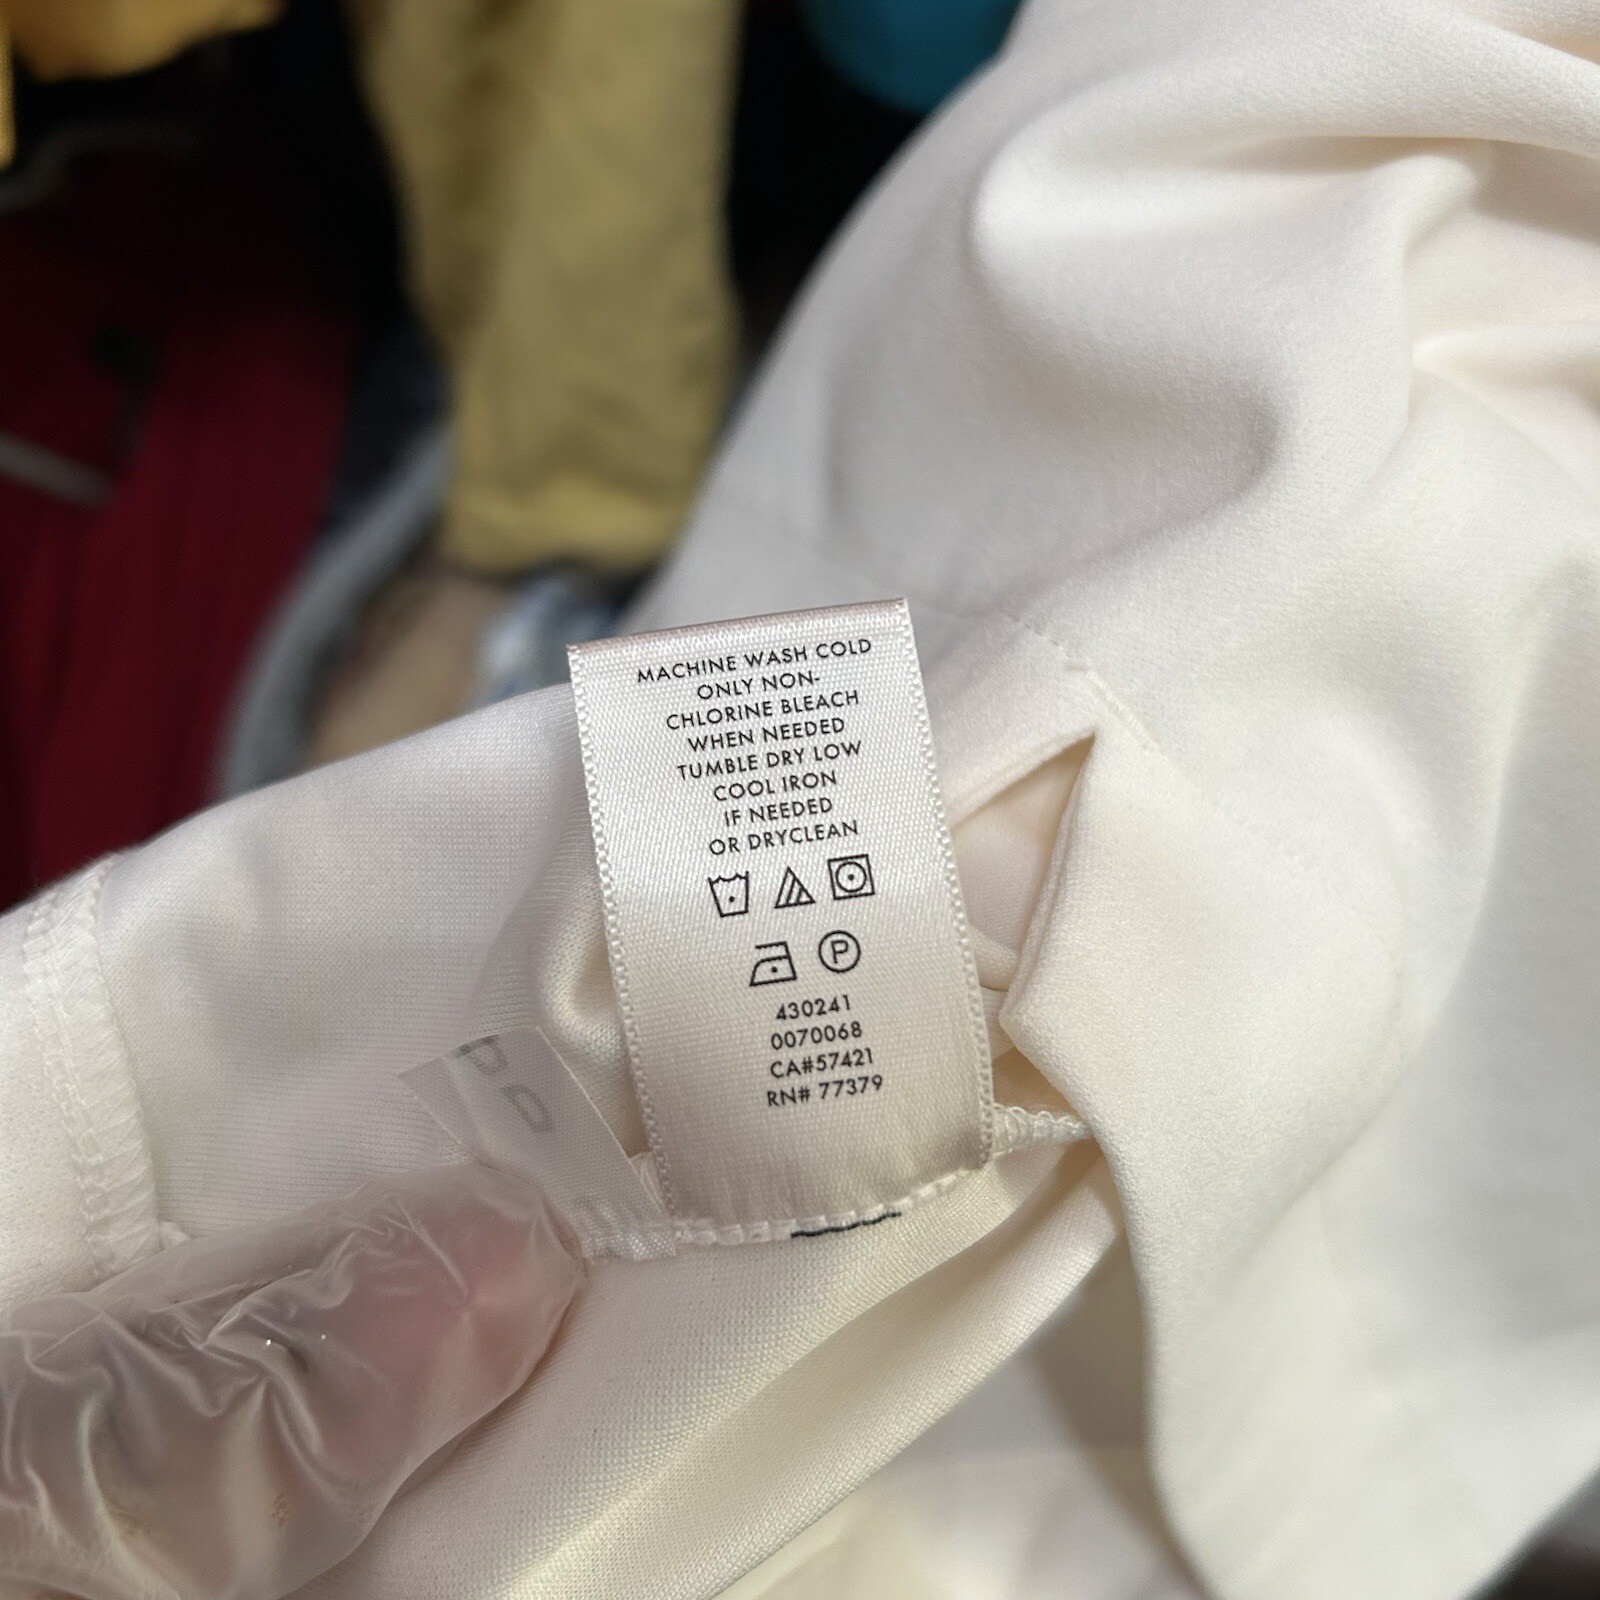 MACHINE WASH COLD
ONLY NON-
CHLORINE BLEACH
WHEN NEEDED
TUMBLE DRY LOW
COOL IRON
IF NEEDED
OR DRYCLEAN
P
430241
0070068
CA#57421
RN# 77379